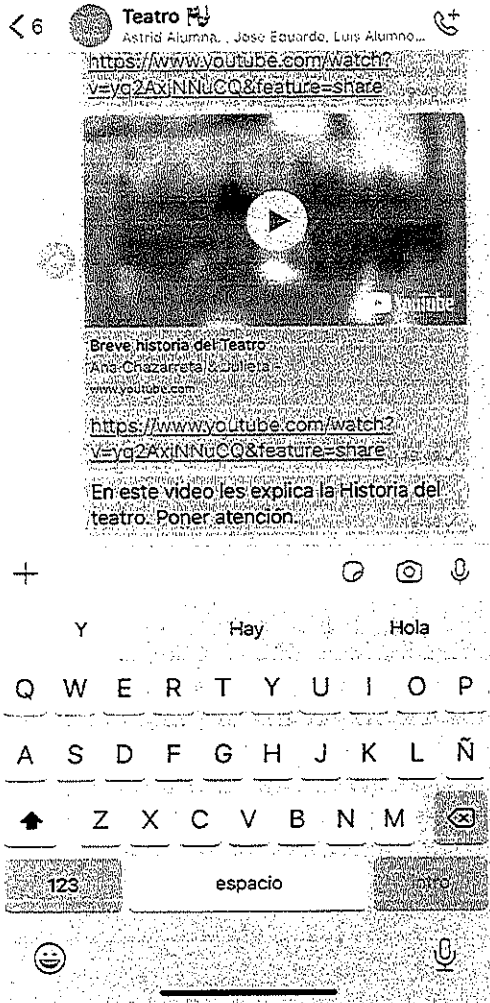 6
Teatro
Astrid Alumna. , Jose Eduardo, Luis Alumno...
https://www.youtube.com/watch?
v=yq2AxjNNuCQ&feature=share
YouTube
Breve historia del Teatro
Ana Chazarreta & Julieta -
www.youtube.com
https://www.youtube.com/watch?
v=yq2AxjNNuCQ&feature=share
En este video les explica la Historia del
teatro. Poner atención.
Y Hay Hola
Q W E R T Y U I O P
A S D F G H J K L Ñ
Z X C V B N M
123 espacio intro